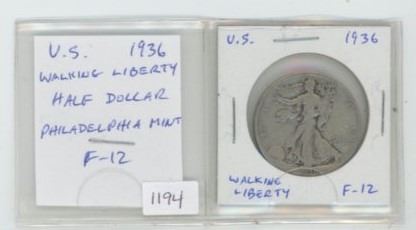 U.S. 1936
WALKING LIBERTY
HALF DOLLAR
PHILADELPHIA MINT
F-12
1194
U.S. 1936
WALKING
LIBERTY F-12